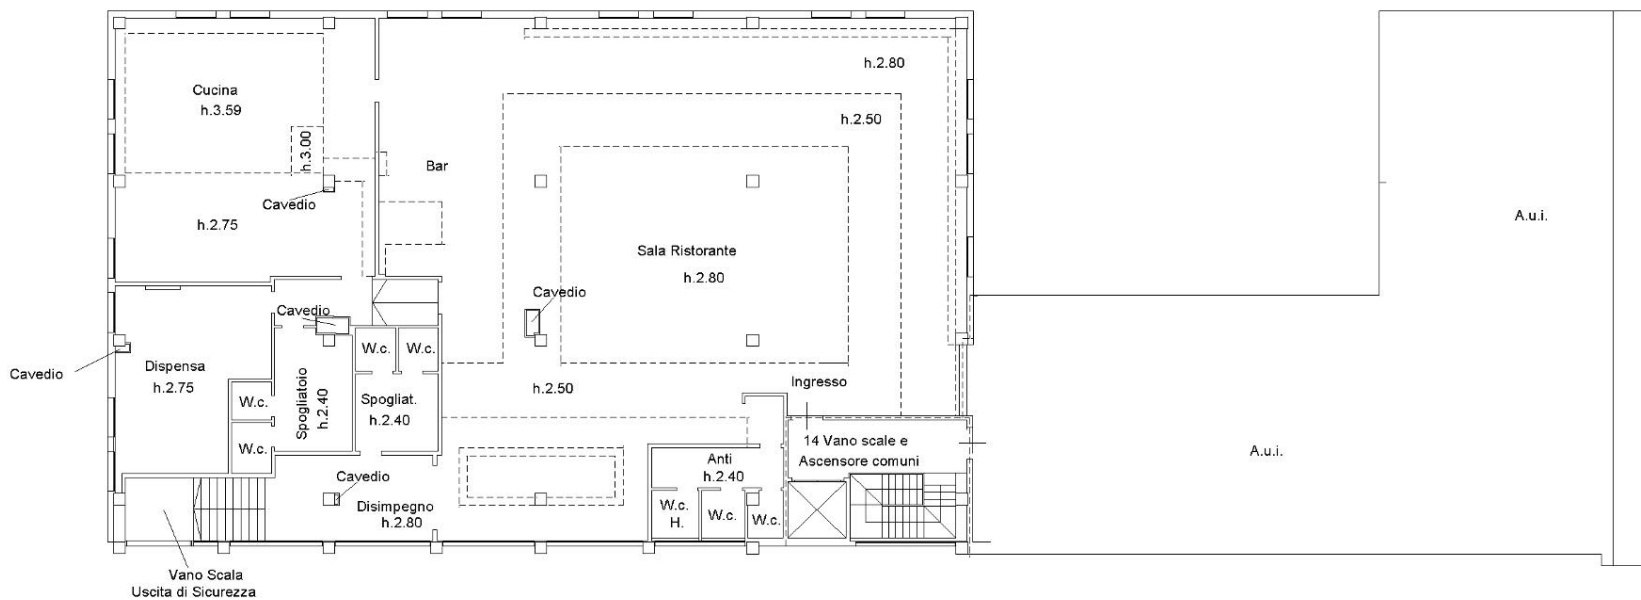 h.2.80
Cucina
h.3.59
h.2.50
h.3.00
Bar
Cavedio
A.u.i.
h.2.75
Sala Ristorante
h.2.80
Cavedio
Cavedio
W.c.
W.c.
Cavedio
Dispensa
h.2.75
Ingresso
h.2.50
Spogliatoio
h.2.40
Spogliat.
h.2.40
W.c.
W.c.
14 Vano scale e
Ascensore comuni
A.u.i.
Anti
h.2.40
Cavedio
Disimpegno
h.2.80
W.c.
H.
W.c.
W.c.
Vano Scala
Uscita di Sicurezza